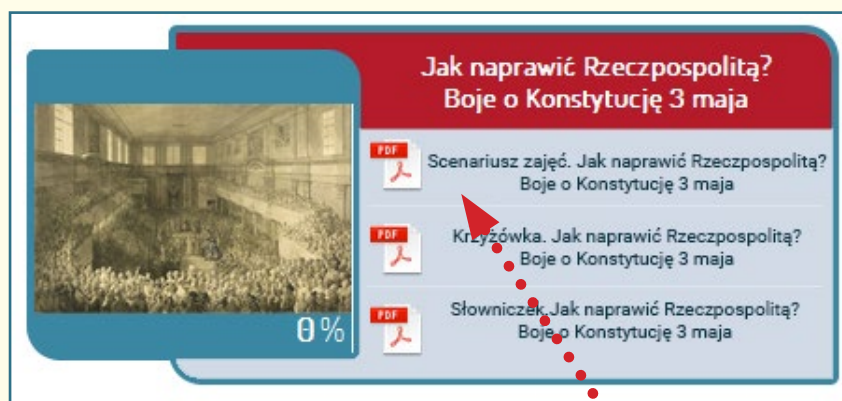 Jak naprawić Rzeczpospolitą?
Boje o Konstytucję 3 maja
PDF
Scenariusz zajęć. Jak naprawić Rzeczpospolitą?
Boje o Konstytucję 3 maja
PDF
Krzyżówka. Jak naprawić Rzeczpospolitą?
Boje o Konstytucję 3 maja
PDF
Słowniczek.Jak naprawić Rzeczpospolitą?
Boje o Konstytucję 3 maja
0%